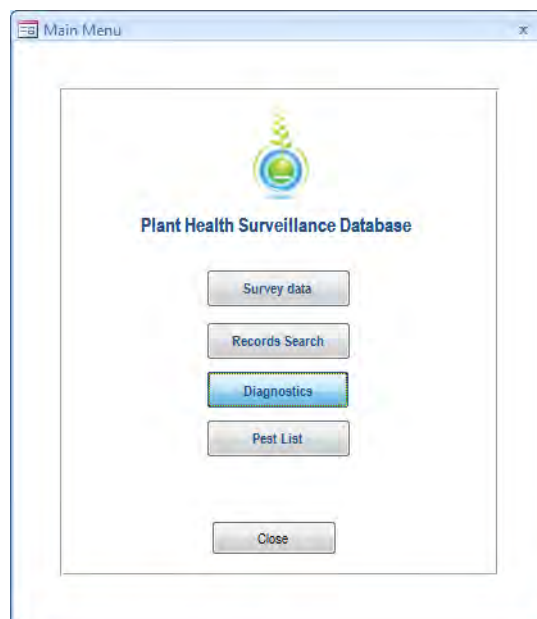 Main Menu
Plant Health Surveillance Database
Survey data
Records Search
Diagnostics
Pest List
Close